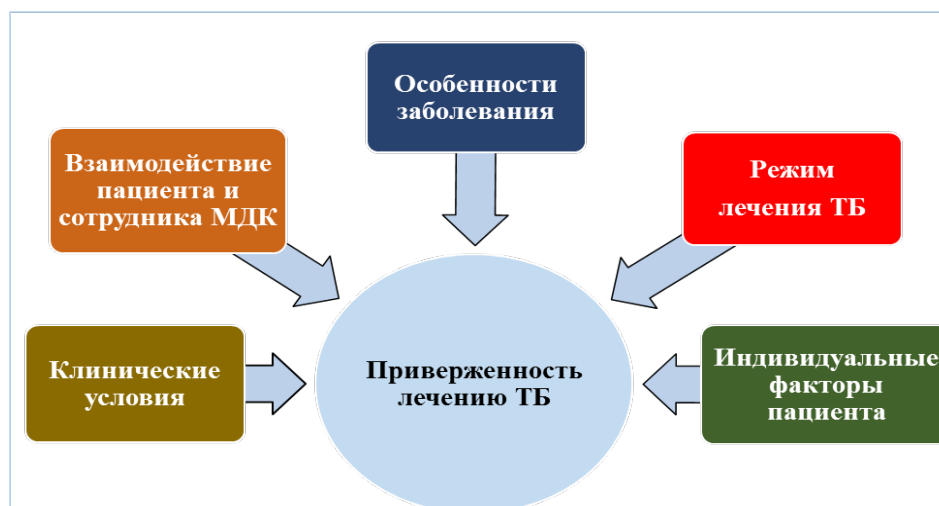 Особенности
заболевания
Взаимодействие
пациента и
сотрудника МДК
Режим
лечения ТБ
Клинические
условия
Приверженность
лечению ТБ
Индивидуальные
факторы
пациента